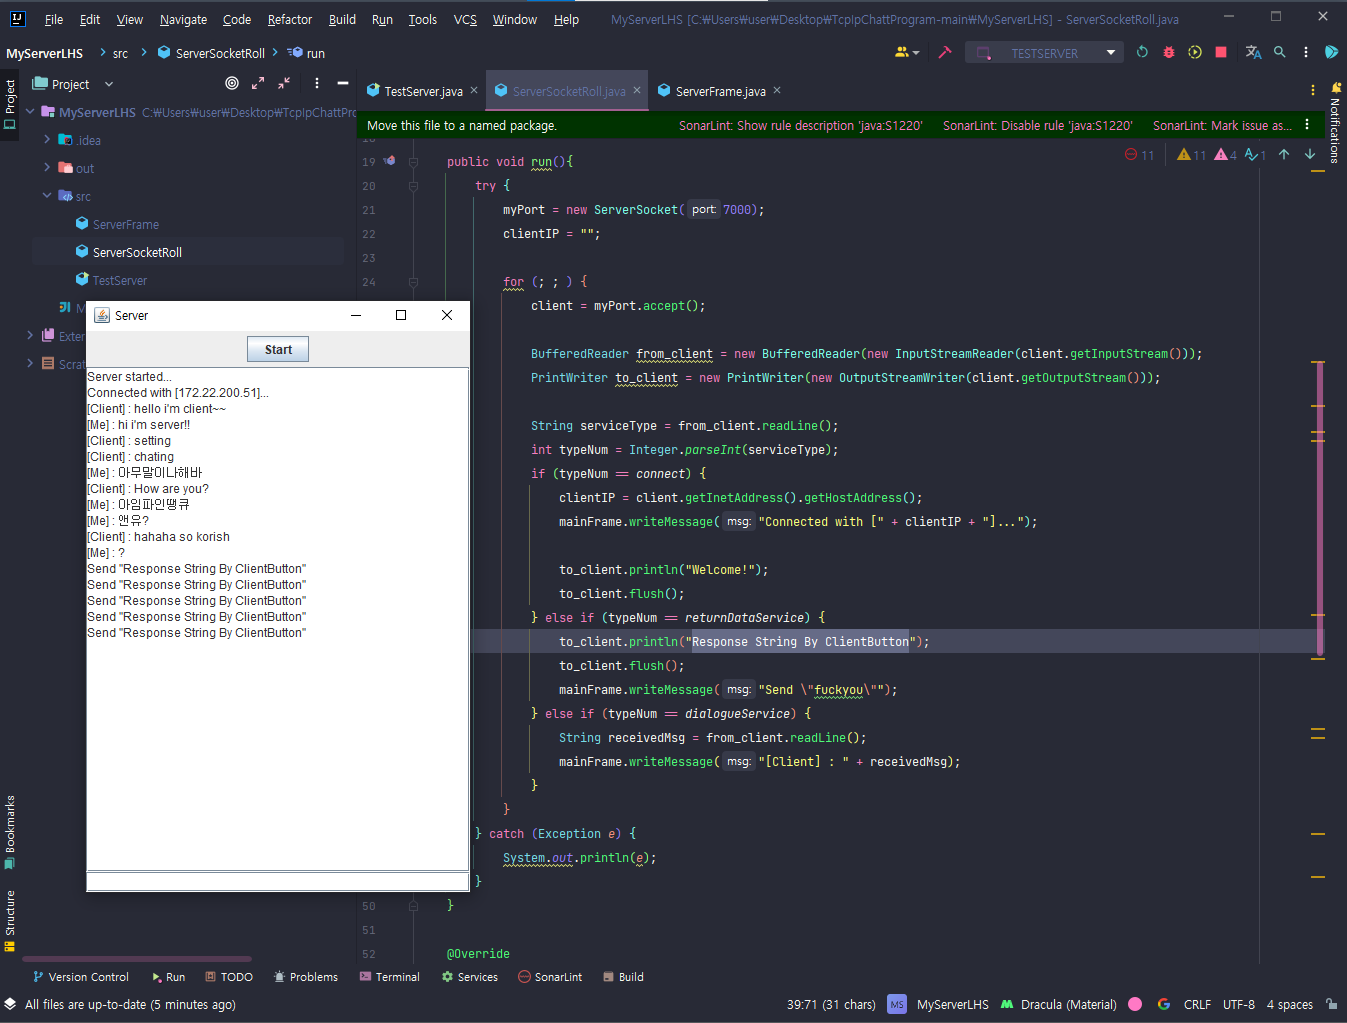 File Edit View Navigate Code Refactor Build Run Tools VCS Window Help MyServerLHS [C:₩Users₩user₩Desktop₩TcpIpChattProgram-main₩MyServerLHS] - ServerSocketRoll.java
MyServerLHS src ServerSocketRoll run TESTSERVER
Project
TestServer.java ServerSocketRoll.java ServerFrame.java
Move this file to a named package. SonarLint: Show rule description 'java:S1220' SonarLint: Disable rule 'java:S1220' SonarLint: Mark issue as...
Project
Notifications
MyServerLHS C:₩Users₩user₩Desktop₩TcpIpChattPrc
.idea
out
src
ServerFrame
ServerSocketRoll
TestServer
M
Exter
Scrat
11 11 4 1
18
19 public void run(){
20 try {
21 myPort = new ServerSocket( port: 7000);
22 clientIP = "";
23
24 for (; ; ) {
client = myPort.accept();
BufferedReader from_client = new BufferedReader(new InputStreamReader(client.getInputStream()));
PrintWriter to_client = new PrintWriter(new OutputStreamWriter(client.getOutputStream()));
String serviceType = from_client.readLine();
int typeNum = Integer.parseInt(serviceType);
if (typeNum == connect) {
clientIP = client.getInetAddress().getHostAddress();
mainFrame.writeMessage( msg: "Connected with [" + clientIP + "]...");
to_client.println("Welcome!");
to_client.flush();
} else if (typeNum == returnDataService) {
to_client.println("Response String By ClientButton");
to_client.flush();
mainFrame.writeMessage( msg: "Send \"fuckyou\"");
} else if (typeNum == dialogueService) {
String receivedMsg = from_client.readLine();
mainFrame.writeMessage( msg: "[Client] : " + receivedMsg);
}
}
} catch (Exception e) {
System.out.println(e);
}
50 }
51
52 @Override
Server
Start
Server started...
Connected with [172.22.200.51]...
[Client] : hello i'm client~~
[Me] : hi i'm server!!
[Client] : setting
[Client] : chating
[Me] : 아무말이나해바
[Client] : How are you?
[Me] : 아임파인땡큐
[Me] : 앤유?
[Client] : hahaha so korish
[Me] : ?
Send "Response String By ClientButton"
Send "Response String By ClientButton"
Send "Response String By ClientButton"
Send "Response String By ClientButton"
Send "Response String By ClientButton"
Bookmarks
Structure
Version Control Run TODO Problems Terminal Services SonarLint Build
All files are up-to-date (5 minutes ago) 39:71 (31 chars) MS MyServerLHS Dracula (Material) CRLF UTF-8 4 spaces